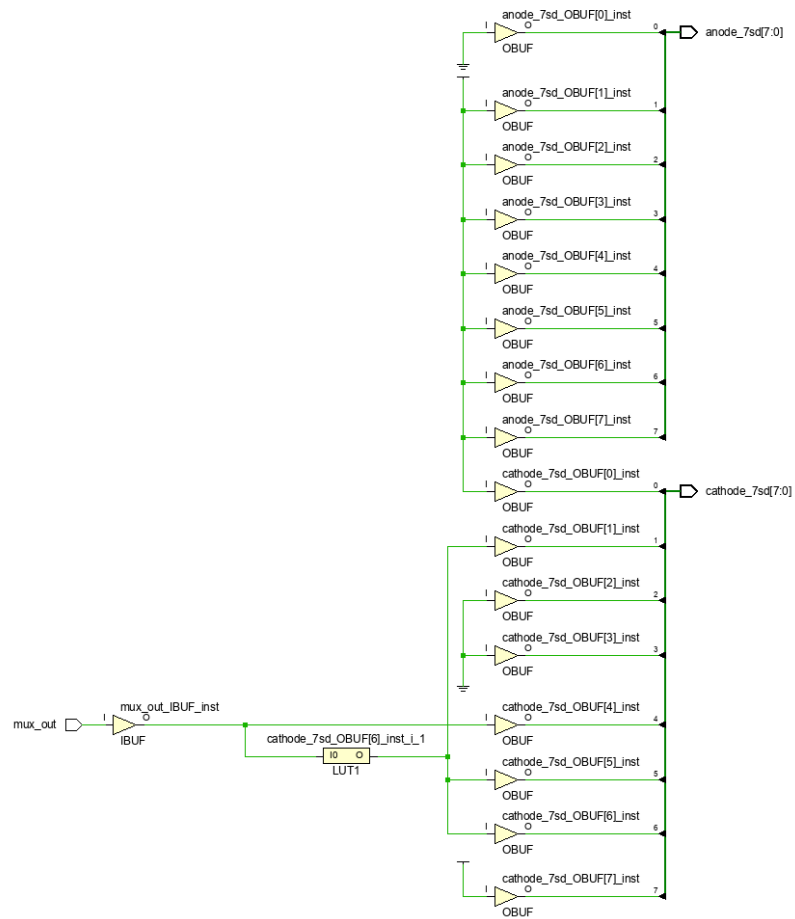 anode_7sd_OBUF[0]_inst
I O 0 anode_7sd[7:0]
OBUF
anode_7sd_OBUF[1]_inst
I O 1
OBUF
anode_7sd_OBUF[2]_inst
I O 2
OBUF
anode_7sd_OBUF[3]_inst
I O 3
OBUF
anode_7sd_OBUF[4]_inst
I O 4
OBUF
anode_7sd_OBUF[5]_inst
I O 5
OBUF
anode_7sd_OBUF[6]_inst
I O 6
OBUF
anode_7sd_OBUF[7]_inst
I O 7
OBUF
cathode_7sd_OBUF[0]_inst
I O 0 cathode_7sd[7:0]
OBUF
cathode_7sd_OBUF[1]_inst
I O 1
OBUF
cathode_7sd_OBUF[2]_inst
I O 2
OBUF
cathode_7sd_OBUF[3]_inst
I O 3
OBUF
mux_out_IBUF_inst
mux_out I O
IBUF
cathode_7sd_OBUF[4]_inst
I O 4
OBUF
cathode_7sd_OBUF[6]_inst_i_1
I0 O
LUT1
cathode_7sd_OBUF[5]_inst
I O 5
OBUF
cathode_7sd_OBUF[6]_inst
I O 6
OBUF
cathode_7sd_OBUF[7]_inst
I O 7
OBUF